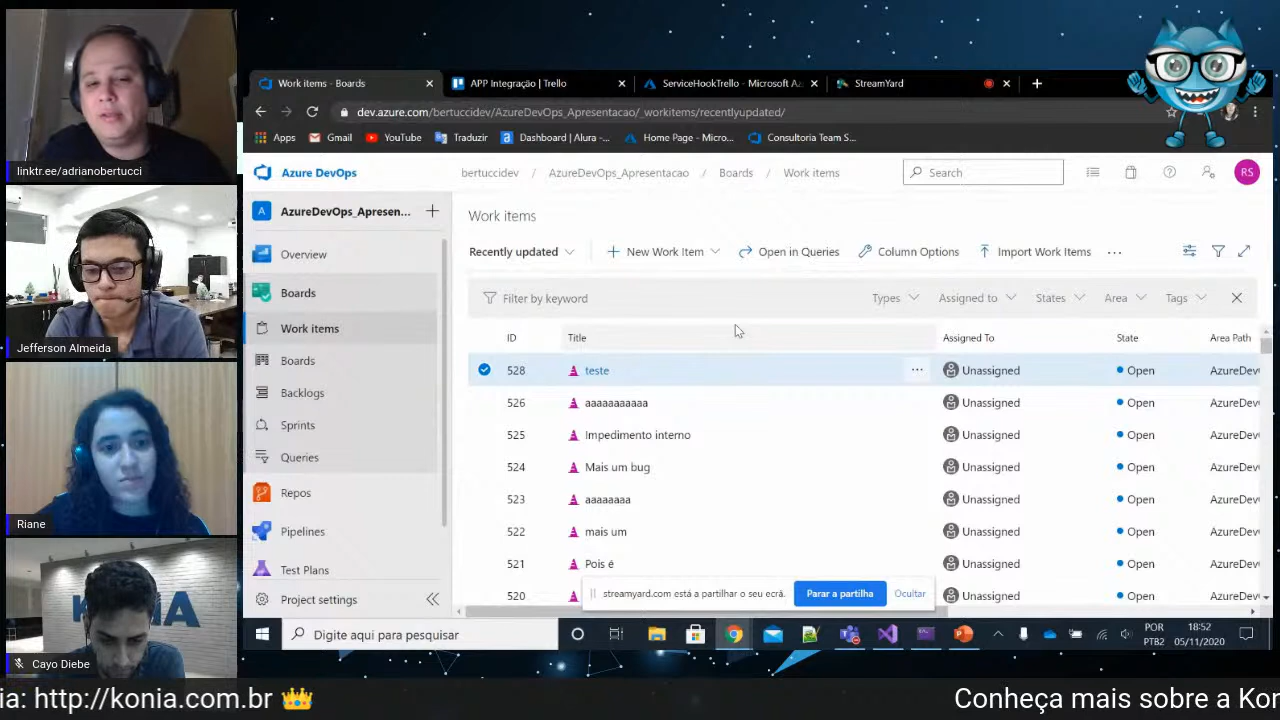 linktr.ee/adrianobertucci
Jefferson Almeida
Riane
Cayo Diebe
Work items - Boards
APP Integração | Trello
ServiceHookTrello - Microsoft Az
StreamYard
dev.azure.com/bertuccidev/AzureDevOps_Apresentacao/_workitems/recentlyupdated/
Apps
Gmail
YouTube
Traduzir
Dashboard | Alura -...
Home Page - Micro...
Consultoria Team S...
Azure DevOps
bertuccidev / AzureDevOps_Apresentacao / Boards / Work items
Search
RS
A AzureDevOps_Apresen...
Overview
Boards
Work items
Boards
Backlogs
Sprints
Queries
Repos
Pipelines
Test Plans
Project settings
Work items
Recently updated
New Work Item
Open in Queries
Column Options
Import Work Items
Filter by keyword
Types
Assigned to
States
Area
Tags
ID Title Assigned To State Area Path
528 teste ... Unassigned Open AzureDev
526 aaaaaaaaaaa Unassigned Open AzureDev
525 Impedimento interno Unassigned Open AzureDev
524 Mais um bug Unassigned Open AzureDev
523 aaaaaaaa Unassigned Open AzureDev
522 mais um Unassigned Open AzureDev
521 Pois é Unassigned Open AzureDev
520 Unassigned Open AzureDev
streamyard.com está a partilhar o seu ecrã.
Parar a partilha
Ocultar
Digite aqui para pesquisar
POR
PTB2
18:52
05/11/2020
ia: http://konia.com.br 👑
Conheça mais sobre a Kor